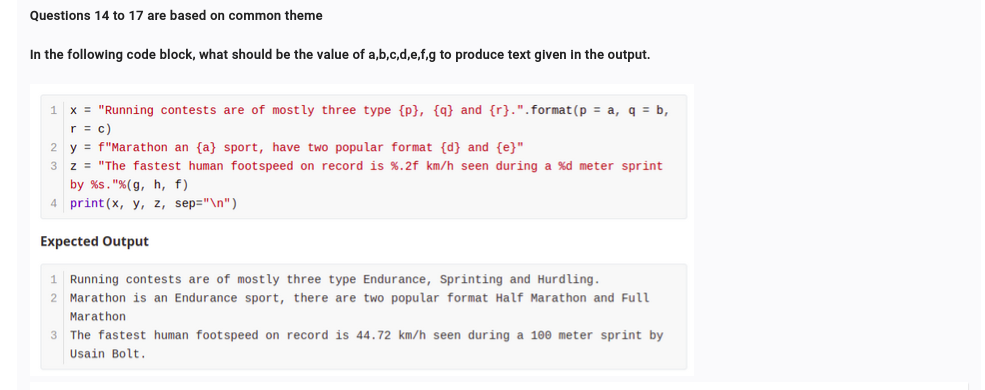 Questions 14 to 17 are based on common theme
In the following code block, what should be the value of a,b,c,d,e,f,g to produce text given in the output.
1 x = "Running contests are of mostly three type {p}, {q} and {r}.".format(p = a, q = b,
r = c)
2 y = f"Marathon an {a} sport, have two popular format {d} and {e}"
3 z = "The fastest human footspeed on record is %.2f km/h seen during a %d meter sprint
by %s."%(g, h, f)
4 print(x, y, z, sep="\n")
Expected Output
1 Running contests are of mostly three type Endurance, Sprinting and Hurdling.
2 Marathon is an Endurance sport, there are two popular format Half Marathon and Full
Marathon
3 The fastest human footspeed on record is 44.72 km/h seen during a 100 meter sprint by
Usain Bolt.